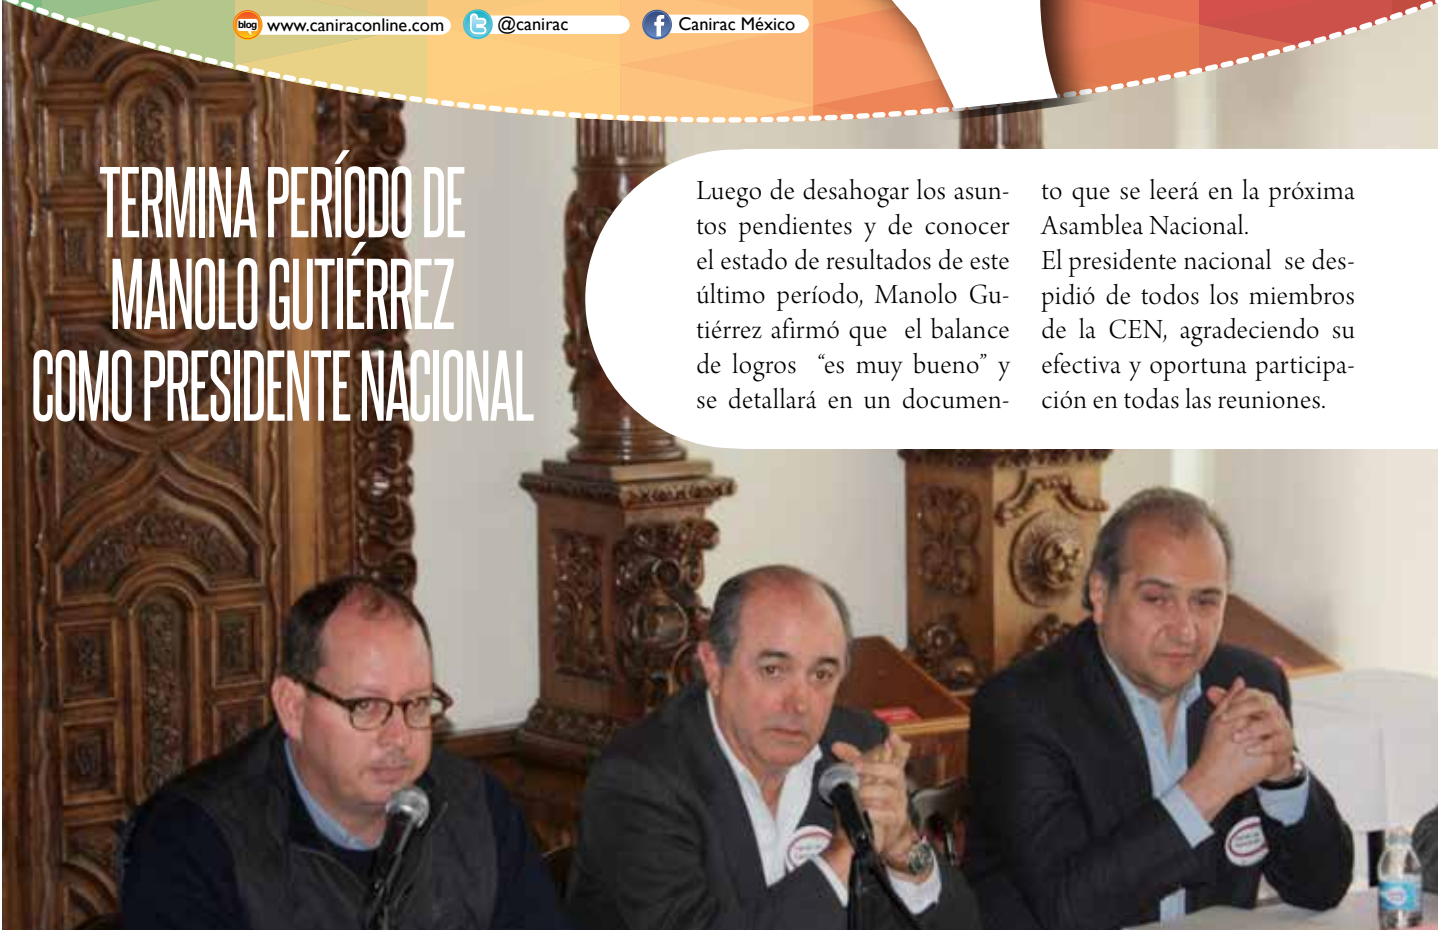 blog www.caniraconline.com @canirac Canirac México
TERMINA PERÍODO DE
MANOLO GUTIÉRREZ
COMO PRESIDENTE NACIONAL
Luego de desahogar los asun-
tos pendientes y de conocer
el estado de resultados de este
último período, Manolo Gu-
tiérrez afirmó que el balance
de logros “es muy bueno” y
se detallará en un documen-
to que se leerá en la próxima
Asamblea Nacional.
El presidente nacional se des-
pidió de todos los miembros
de la CEN, agradeciendo su
efectiva y oportuna participa-
ción en todas las reuniones.